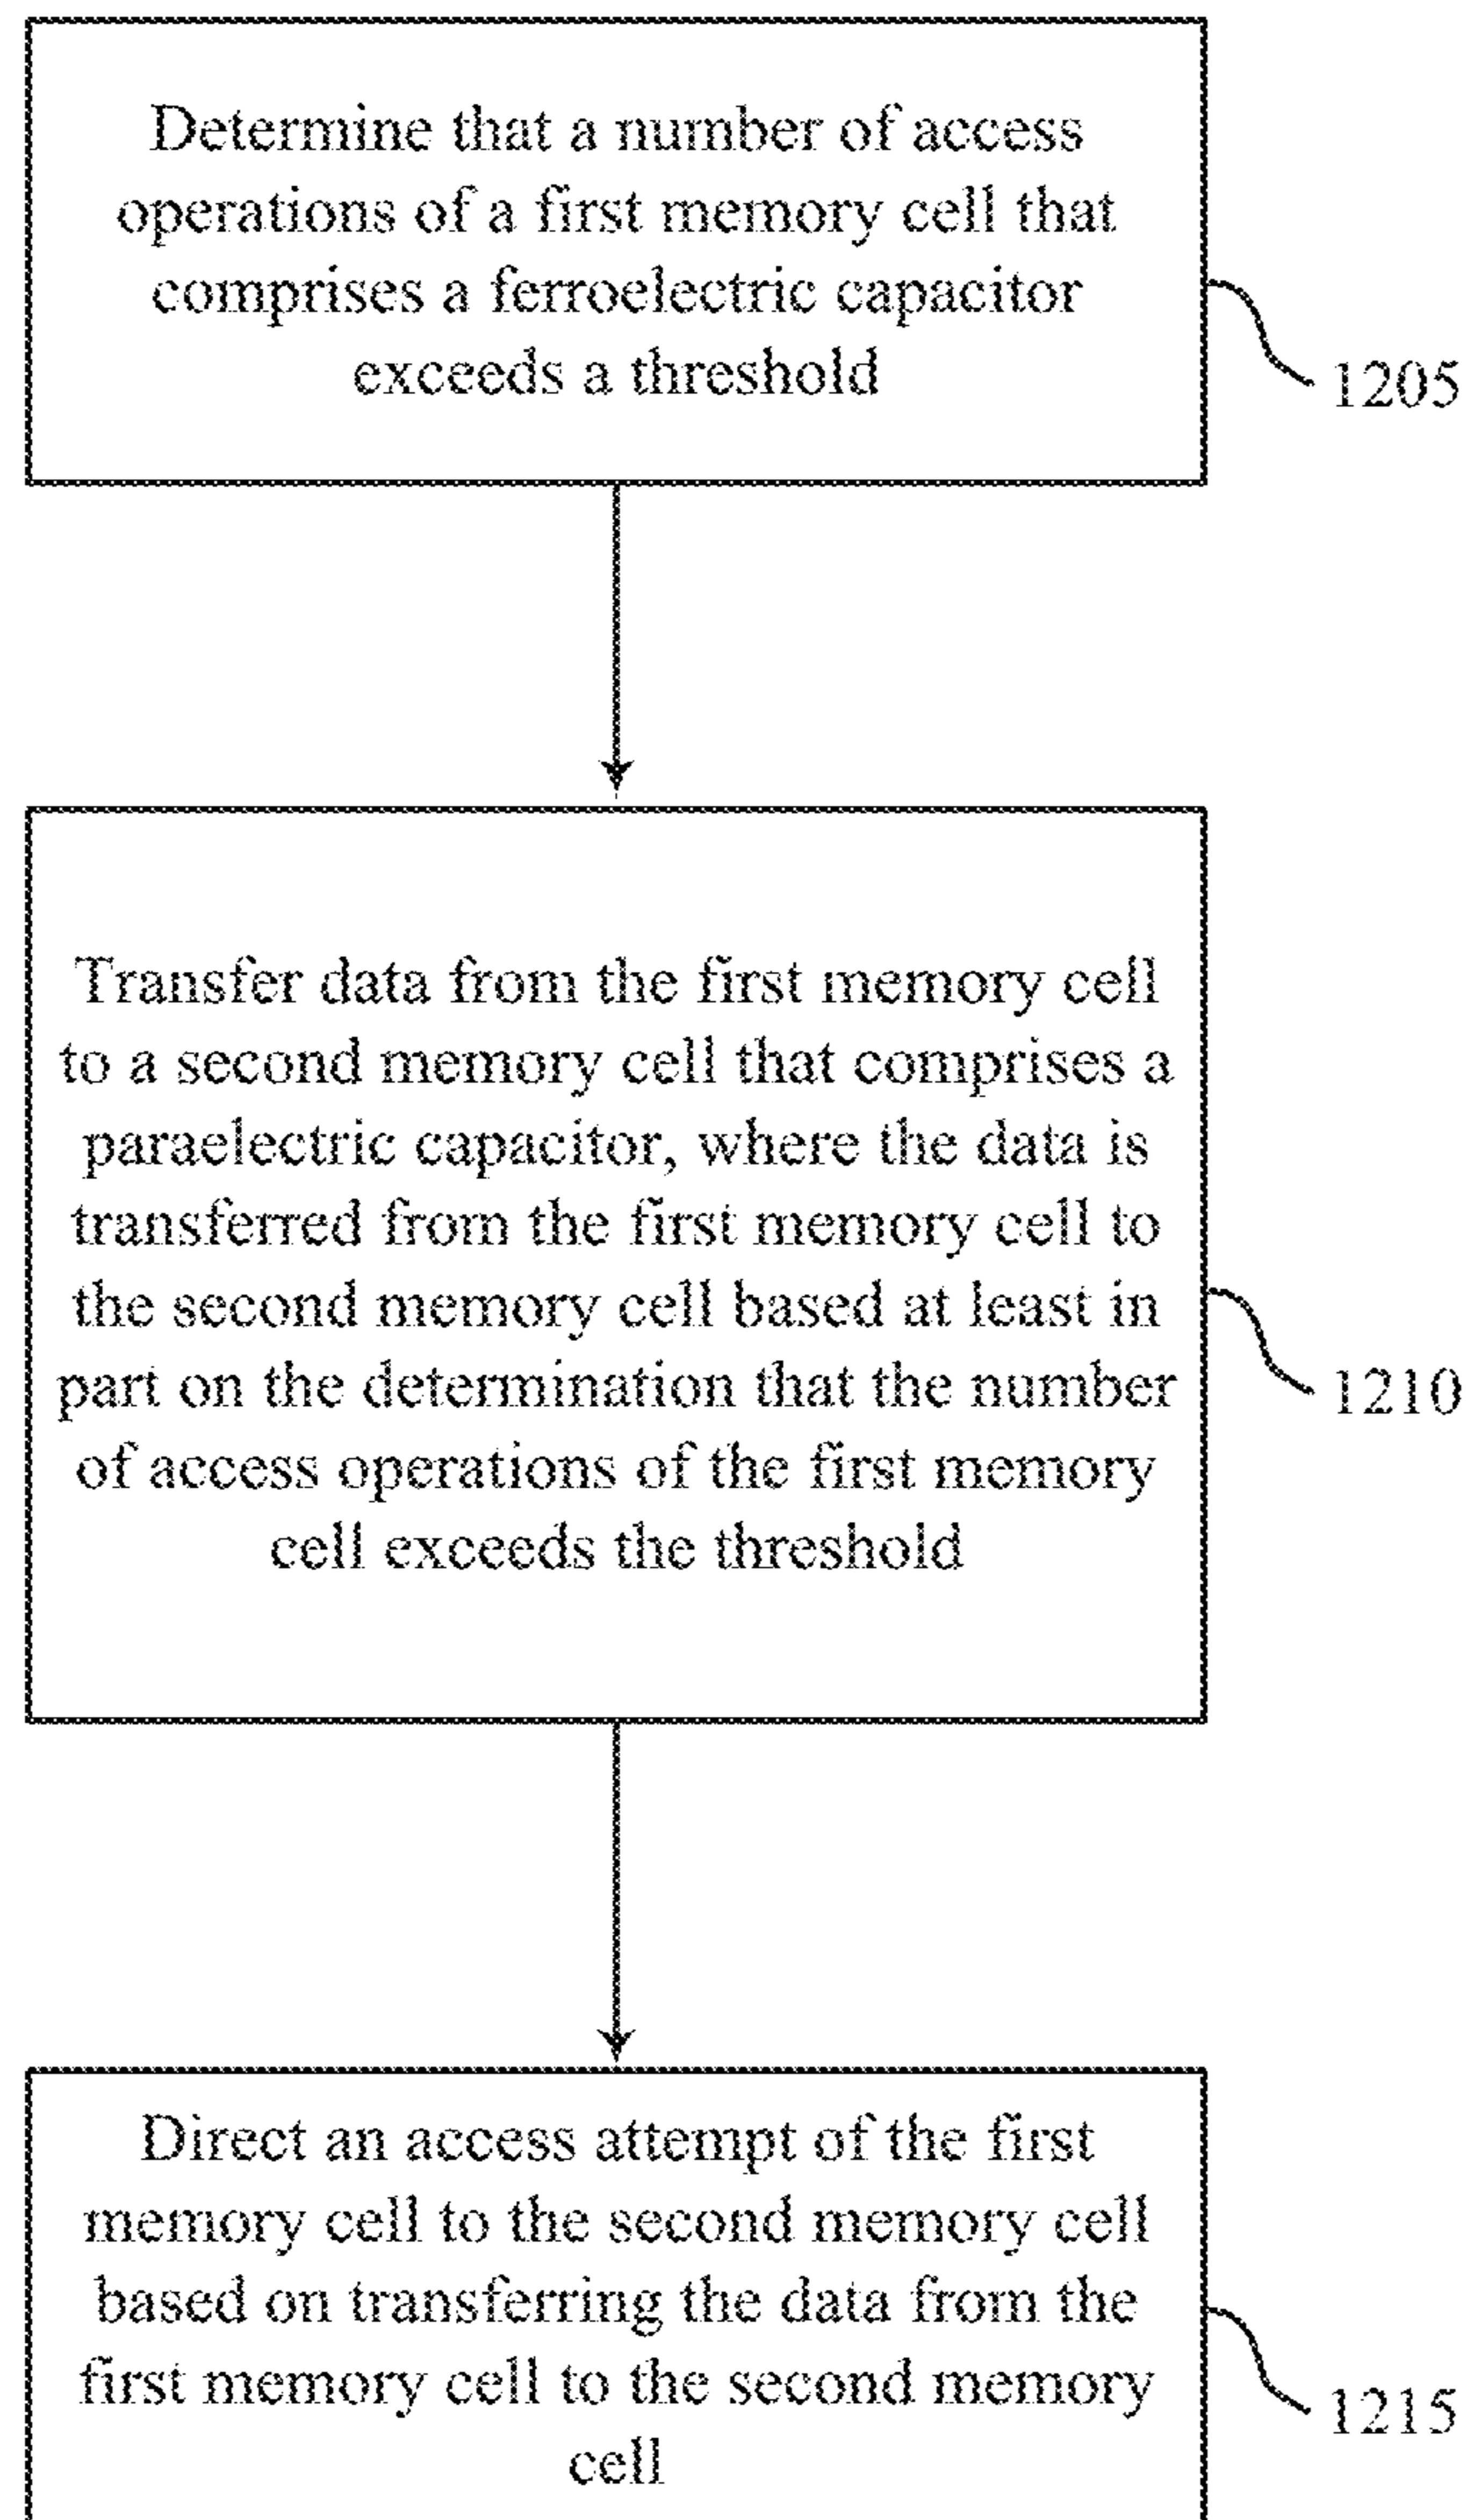 Determine that a number of access
operations of a first memory cell that
comprises a ferroelectric capacitor
exceeds a threshold
1205
Transfer data from the first memory cell
to a second memory cell that comprises a
paraelectric capacitor, where the data is
transferred from the first memory cell to
the second memory cell based at least in
part on the determination that the number
of access operations of the first memory
cell exceeds the threshold
1210
Direct an access attempt of the first
memory cell to the second memory cell
based on transferring the data from the
first memory cell to the second memory
cell
1215